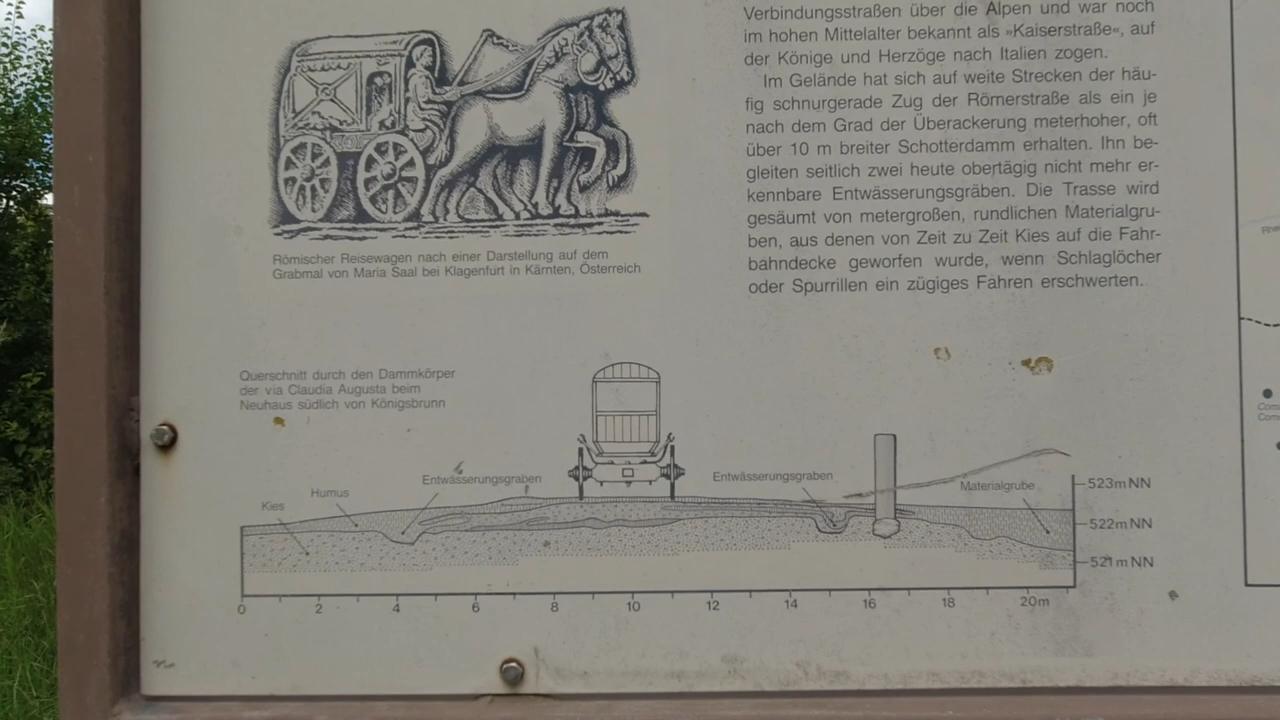 Verbindungsstraßen über die Alpen und war noch
im hohen Mittelalter bekannt als »Kaiserstraße«, auf
der Könige und Herzöge nach Italien zogen.
Im Gelände hat sich auf weite Strecken der häu-
fig schnurgerade Zug der Römerstraße als ein je
nach dem Grad der Überackerung meterhoher, oft
über 10 m breiter Schotterdamm erhalten. Ihn be-
gleiten seitlich zwei heute obertägig nicht mehr er-
kennbare Entwässerungsgräben. Die Trasse wird
gesäumt von metergroßen, rundlichen Materialgru-
ben, aus denen von Zeit zu Zeit Kies auf die Fahr-
bahndecke geworfen wurde, wenn Schlaglöcher
oder Spurrillen ein zügiges Fahren erschwerten.
Römischer Reisewagen nach einer Darstellung auf dem
Grabmal von Maria Saal bei Klagenfurt in Kärnten, Österreich
Querschnitt durch den Dammkörper
der via Claudia Augusta beim
Neuhaus südlich von Königsbrunn
Kies
Humus
Entwässerungsgraben
Entwässerungsgraben
Materialgrube
523m NN
522m NN
521m NN
0 2 4 6 8 10 12 14 16 18 20m